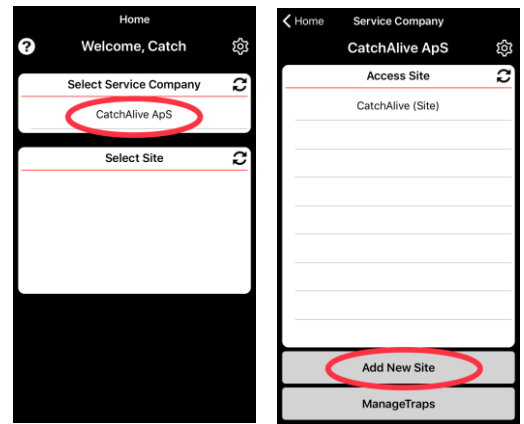 Home
Welcome, Catch
Select Service Company
CatchAlive ApS
Select Site
Home
Service Company
CatchAlive ApS
Access Site
CatchAlive (Site)
Add New Site
ManageTraps